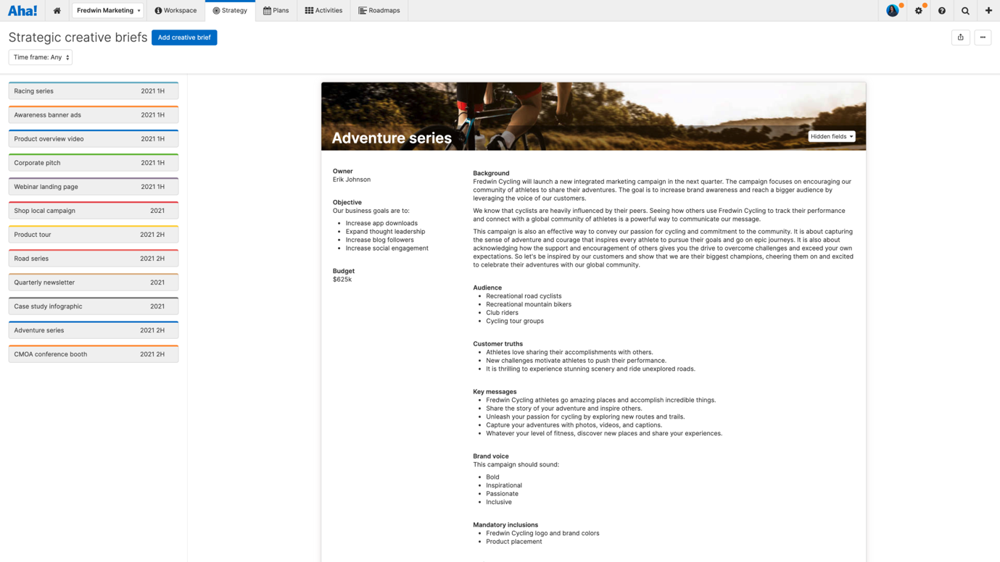 Aha!
Fredwin Marketing
Workspace
Strategy
Plans
Activities
Roadmaps
Strategic creative briefs
Add creative brief
Time frame: Any
Racing series 2021 1H
Awareness banner ads 2021 1H
Product overview video 2021 1H
Corporate pitch 2021 1H
Webinar landing page 2021 1H
Shop local campaign 2021
Product tour 2021 2H
Road series 2021 2H
Quarterly newsletter 2021
Case study infographic 2021
Adventure series 2021 2H
CMOA conference booth 2021 2H
Adventure series
Hidden fields
Owner
Erik Johnson
Objective
Our business goals are to:
• Increase app downloads
• Expand thought leadership
• Increase blog followers
• Increase social engagement
Budget
$625k
Background
Fredwin Cycling will launch a new integrated marketing campaign in the next quarter. The campaign focuses on encouraging our
community of athletes to share their adventures. The goal is to increase brand awareness and reach a bigger audience by
leveraging the voice of our customers.
We know that cyclists are heavily influenced by their peers. Seeing how others use Fredwin Cycling to track their performance
and connect with a global community of athletes is a powerful way to communicate our message.
This campaign is also an effective way to convey our passion for cycling and commitment to the community. It is about capturing
the sense of adventure and courage that inspires every athlete to pursue their goals and go on epic journeys. It is also about
acknowledging how the support and encouragement of others gives you the drive to overcome challenges and exceed your own
expectations. So let's be inspired by our customers and show that we are their biggest champions, cheering them on and excited
to celebrate their adventures with our global community.
Audience
• Recreational road cyclists
• Recreational mountain bikers
• Club riders
• Cycling tour groups
Customer truths
• Athletes love sharing their accomplishments with others.
• New challenges motivate athletes to push their performance.
• It is thrilling to experience stunning scenery and ride unexplored roads.
Key messages
• Fredwin Cycling athletes go amazing places and accomplish incredible things.
• Share the story of your adventure and inspire others.
• Unleash your passion for cycling by exploring new routes and trails.
• Capture your adventures with photos, videos, and captions.
• Whatever your level of fitness, discover new places and share your experiences.
Brand voice
This campaign should sound:
• Bold
• Inspirational
• Passionate
• Inclusive
Mandatory inclusions
• Fredwin Cycling logo and brand colors
• Product placement